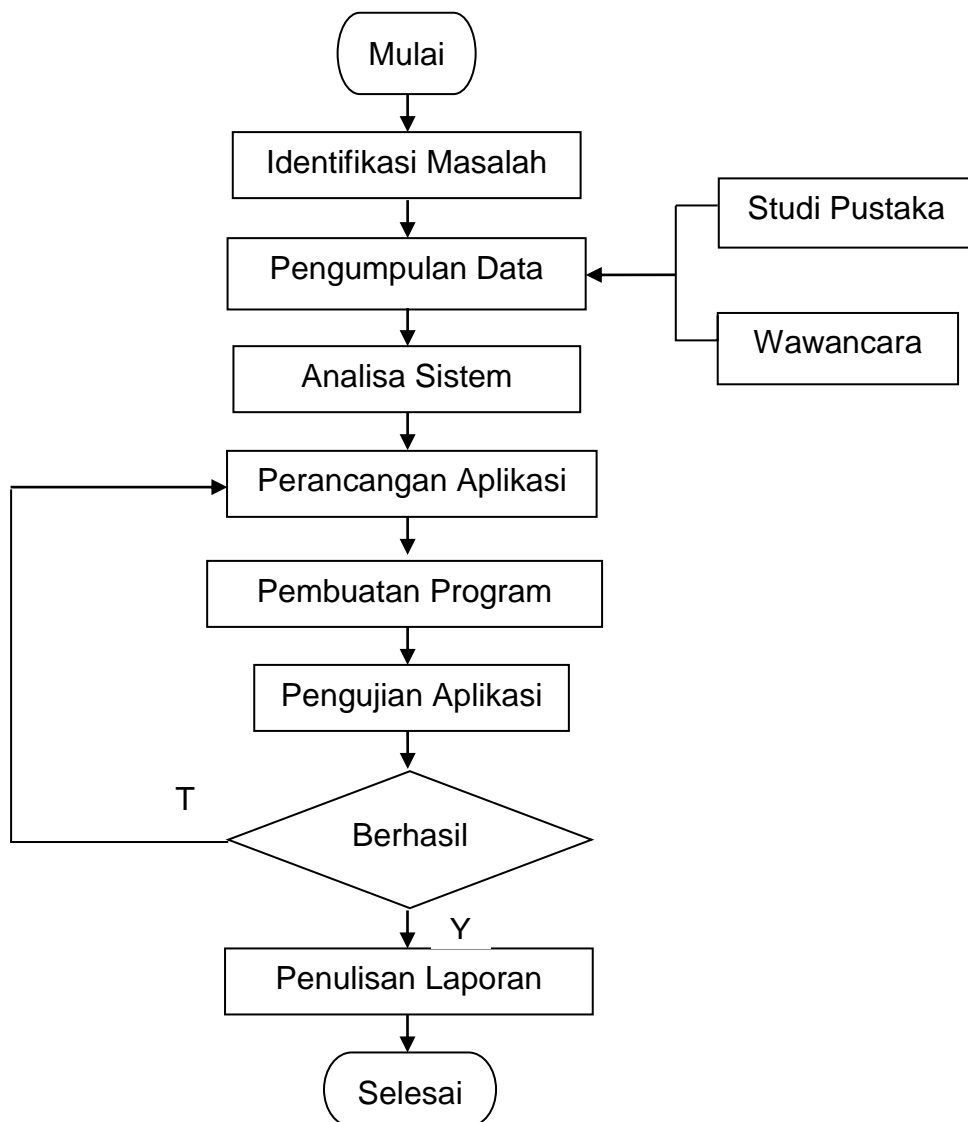 Mulai
Identifikasi Masalah
Studi Pustaka
Pengumpulan Data
Wawancara
Analisa Sistem
Perancangan Aplikasi
Pembuatan Program
Pengujian Aplikasi
T
Berhasil
Y
Penulisan Laporan
Selesai